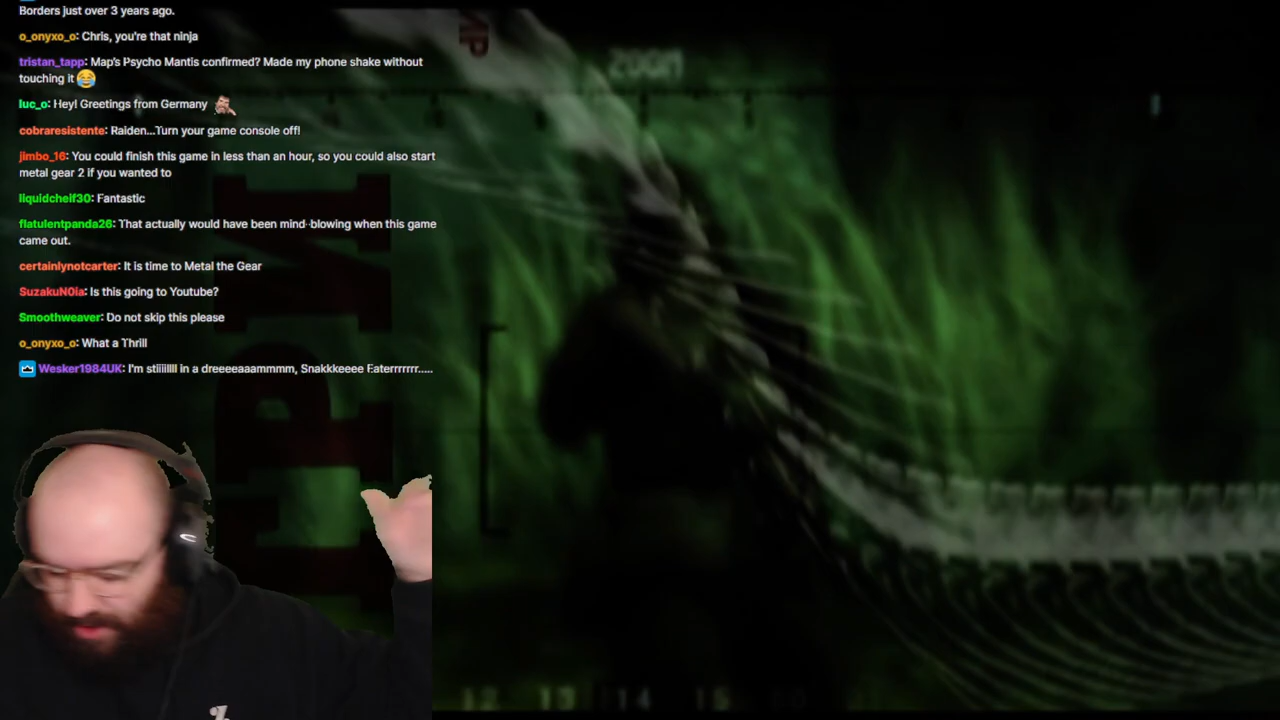 Borders just over 3 years ago.
o_onyxo_o: Chris, you're that ninja
tristan_tapp: Map's Psycho Mantis confirmed? Made my phone shake without
touching it 😂
luc_o: Hey! Greetings from Germany
cobraresistente: Raiden...Turn your game console off!
jimbo_16: You could finish this game in less than an hour, so you could also start
metal gear 2 if you wanted to
liquidcheif30: Fantastic
flatulentpanda26: That actually would have been mind-blowing when this game
came out.
certainlynotcarter: It is time to Metal the Gear
SuzakuN0ia: Is this going to Youtube?
Smoothweaver: Do not skip this please
o_onyxo_o: What a Thrill
Wesker1984UK: I'm stiiiillll in a dreeeeaaammmm, Snakkkeeee Eaterrrrrrr.....
ZOOM
12 13 14 15